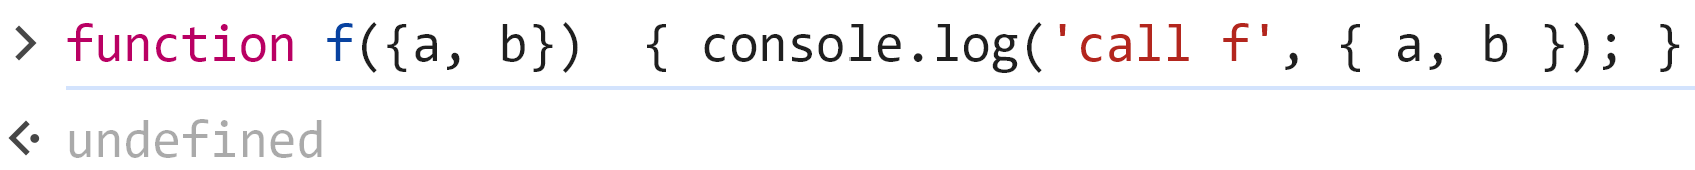 > function f({a, b})  { console.log('call f', { a, b }); }
<· undefined